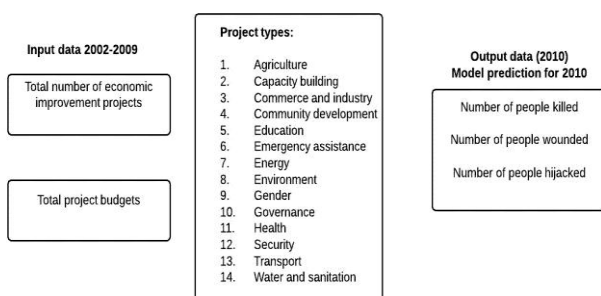 Input data 2002-2009
Total number of economic
improvement projects
Total project budgets
Project types:
1. Agriculture
2. Capacity building
3. Commerce and industry
4. Community development
5. Education
6. Emergency assistance
7. Energy
8. Environment
9. Gender
10. Governance
11. Health
12. Security
13. Transport
14. Water and sanitation
Output data (2010)
Model prediction for 2010
Number of people killed
Number of people wounded
Number of people hijacked